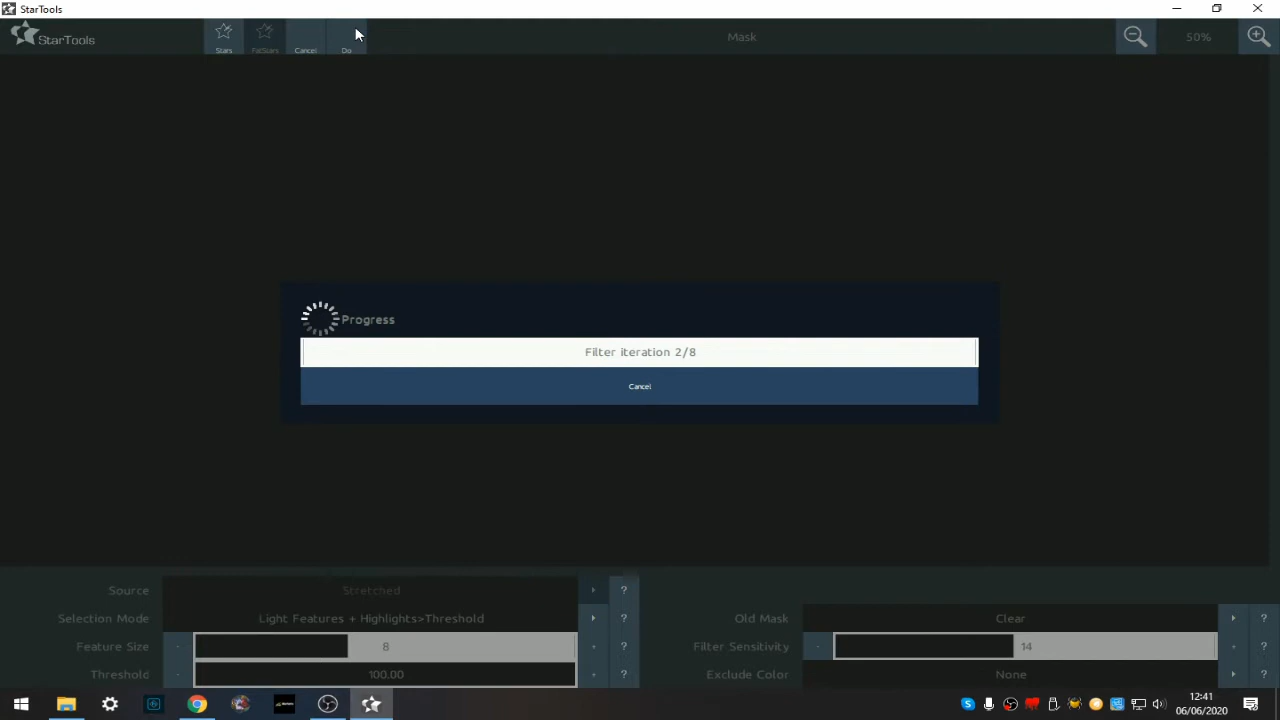 StarTools
StarTools
Stars
FatStars
Cancel
Do
Mask
50%
Progress
Filter iteration 2/8
Cancel
Source
Stretched
?
Selection Mode
Light Features + Highlights>Threshold
?
Old Mask
Clear
?
Feature Size
-
8
+
?
Filter Sensitivity
-
14
+
?
Threshold
-
100.00
+
?
Exclude Color
None
?
12:41
06/06/2020